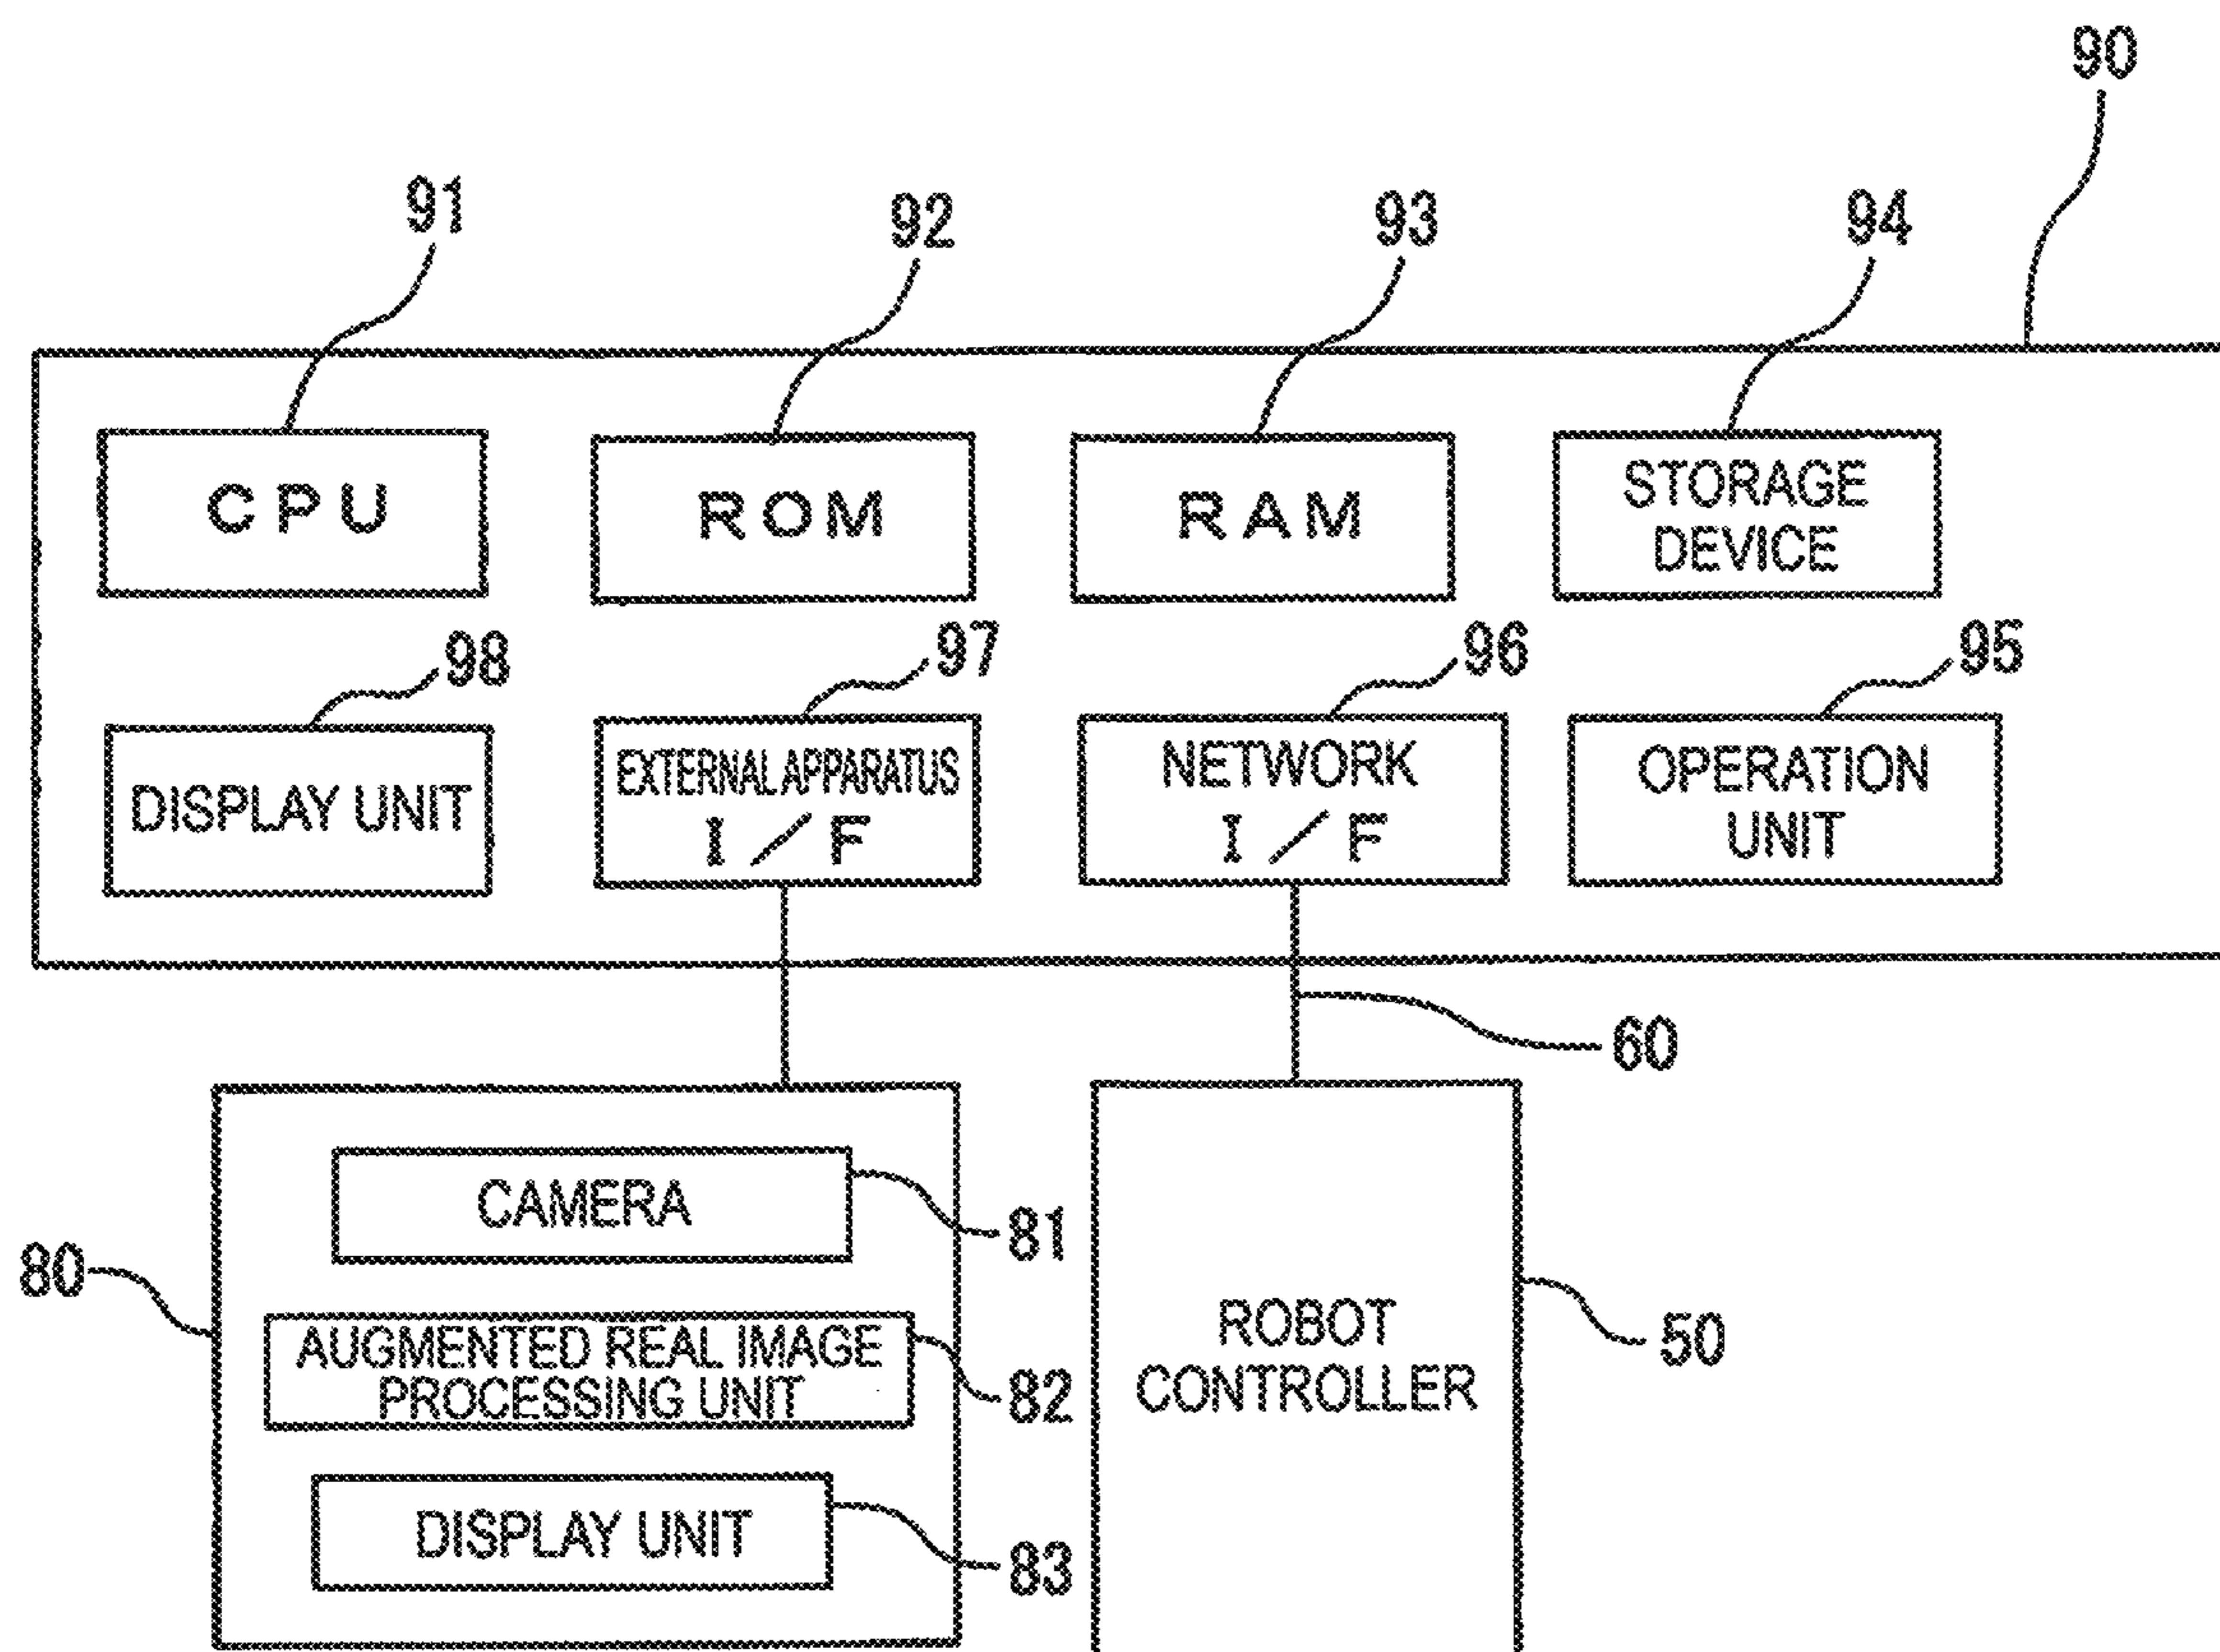 90
91 92 93 94
CPU ROM RAM STORAGE
DEVICE
98 97 96 95
DISPLAY UNIT
EXTERNAL APPARATUS
I／F
NETWORK
I／F
OPERATION
UNIT
60
80
CAMERA
81
AUGMENTED REAL IMAGE
PROCESSING UNIT
82
DISPLAY UNIT
83
ROBOT
CONTROLLER
50